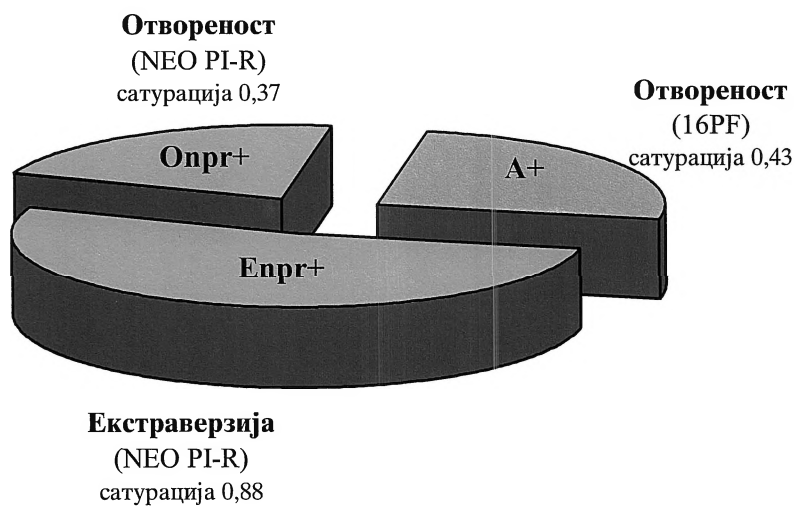 Отвореност
(NEO PI-R)
сатурација 0,37
Отвореност
(16PF)
сатурација 0,43
Onpr+
A+
Enpr+
Екстраверзија
(NEO PI-R)
сатурација 0,88